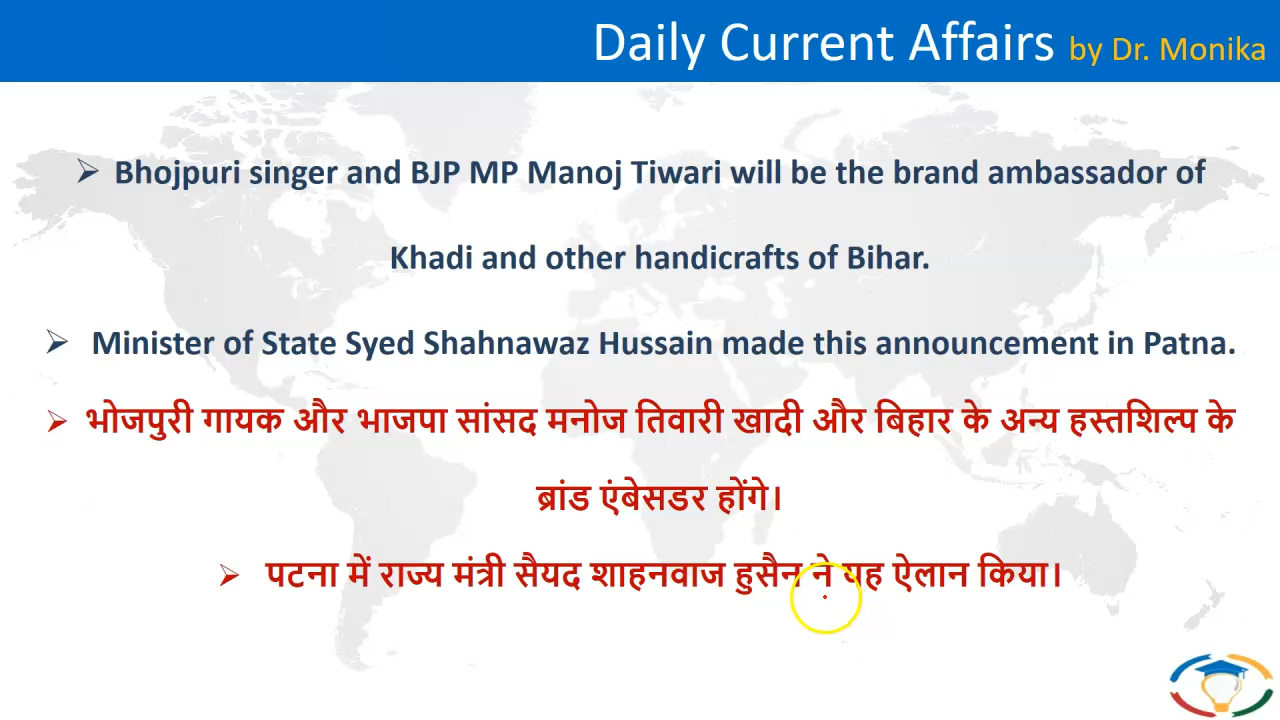 Daily Current Affairs by Dr. Monika
➢ Bhojpuri singer and BJP MP Manoj Tiwari will be the brand ambassador of
Khadi and other handicrafts of Bihar.
➢ Minister of State Syed Shahnawaz Hussain made this announcement in Patna.
➢ भोजपुरी गायक और भाजपा सांसद मनोज तिवारी खादी और बिहार के अन्य हस्तशिल्प के
ब्रांड एंबेसडर होंगे।
➢ पटना में राज्य मंत्री सैयद शाहनवाज हुसैन ने यह ऐलान किया।